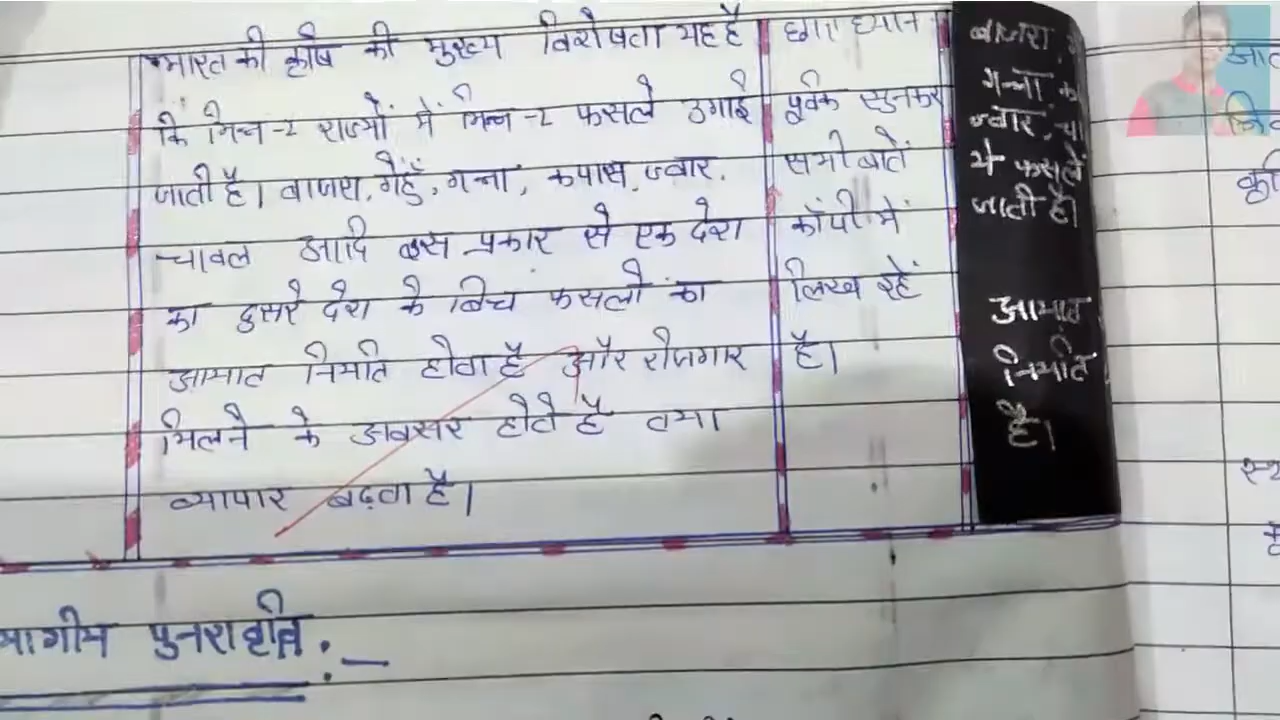 भारत की कृषि की मुख्य विशेषता यह है
कि भिन्न-2 राज्यों में भिन्न-2 फसले उगाई
जाती है। बाजरा, गेहूँ, गन्ना, कपास, ज्वार,
चावल आदि इस प्रकार से एक देश
का दुसरे देश के बिच फसलों का
आयात निर्यात होता है और रोजगार
मिलने के अवसर होते है तथा
व्यापार बढ़ता है।
छात्र ध्यान
पूर्वक सुनकर
सभी बातें
कॉपी में
लिख रहें
है।
बाजरा
गन्ना
ज्वार, चा
ये फसलें
जाती है।
आयात
निर्यात
है।
पुनरावृति :—